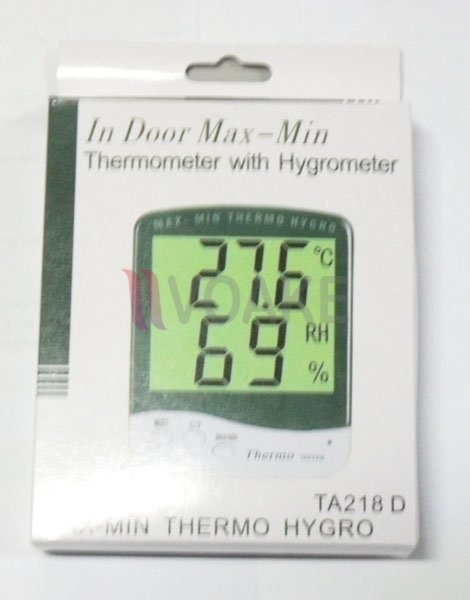 In Door Max-Min
Thermometer with Hygrometer
MAX- MIN THERMO HYGRO
27.6 °C
69 RH
%
VOAKE
Thermo
TA218 D
X-MIN THERMO HYGRO